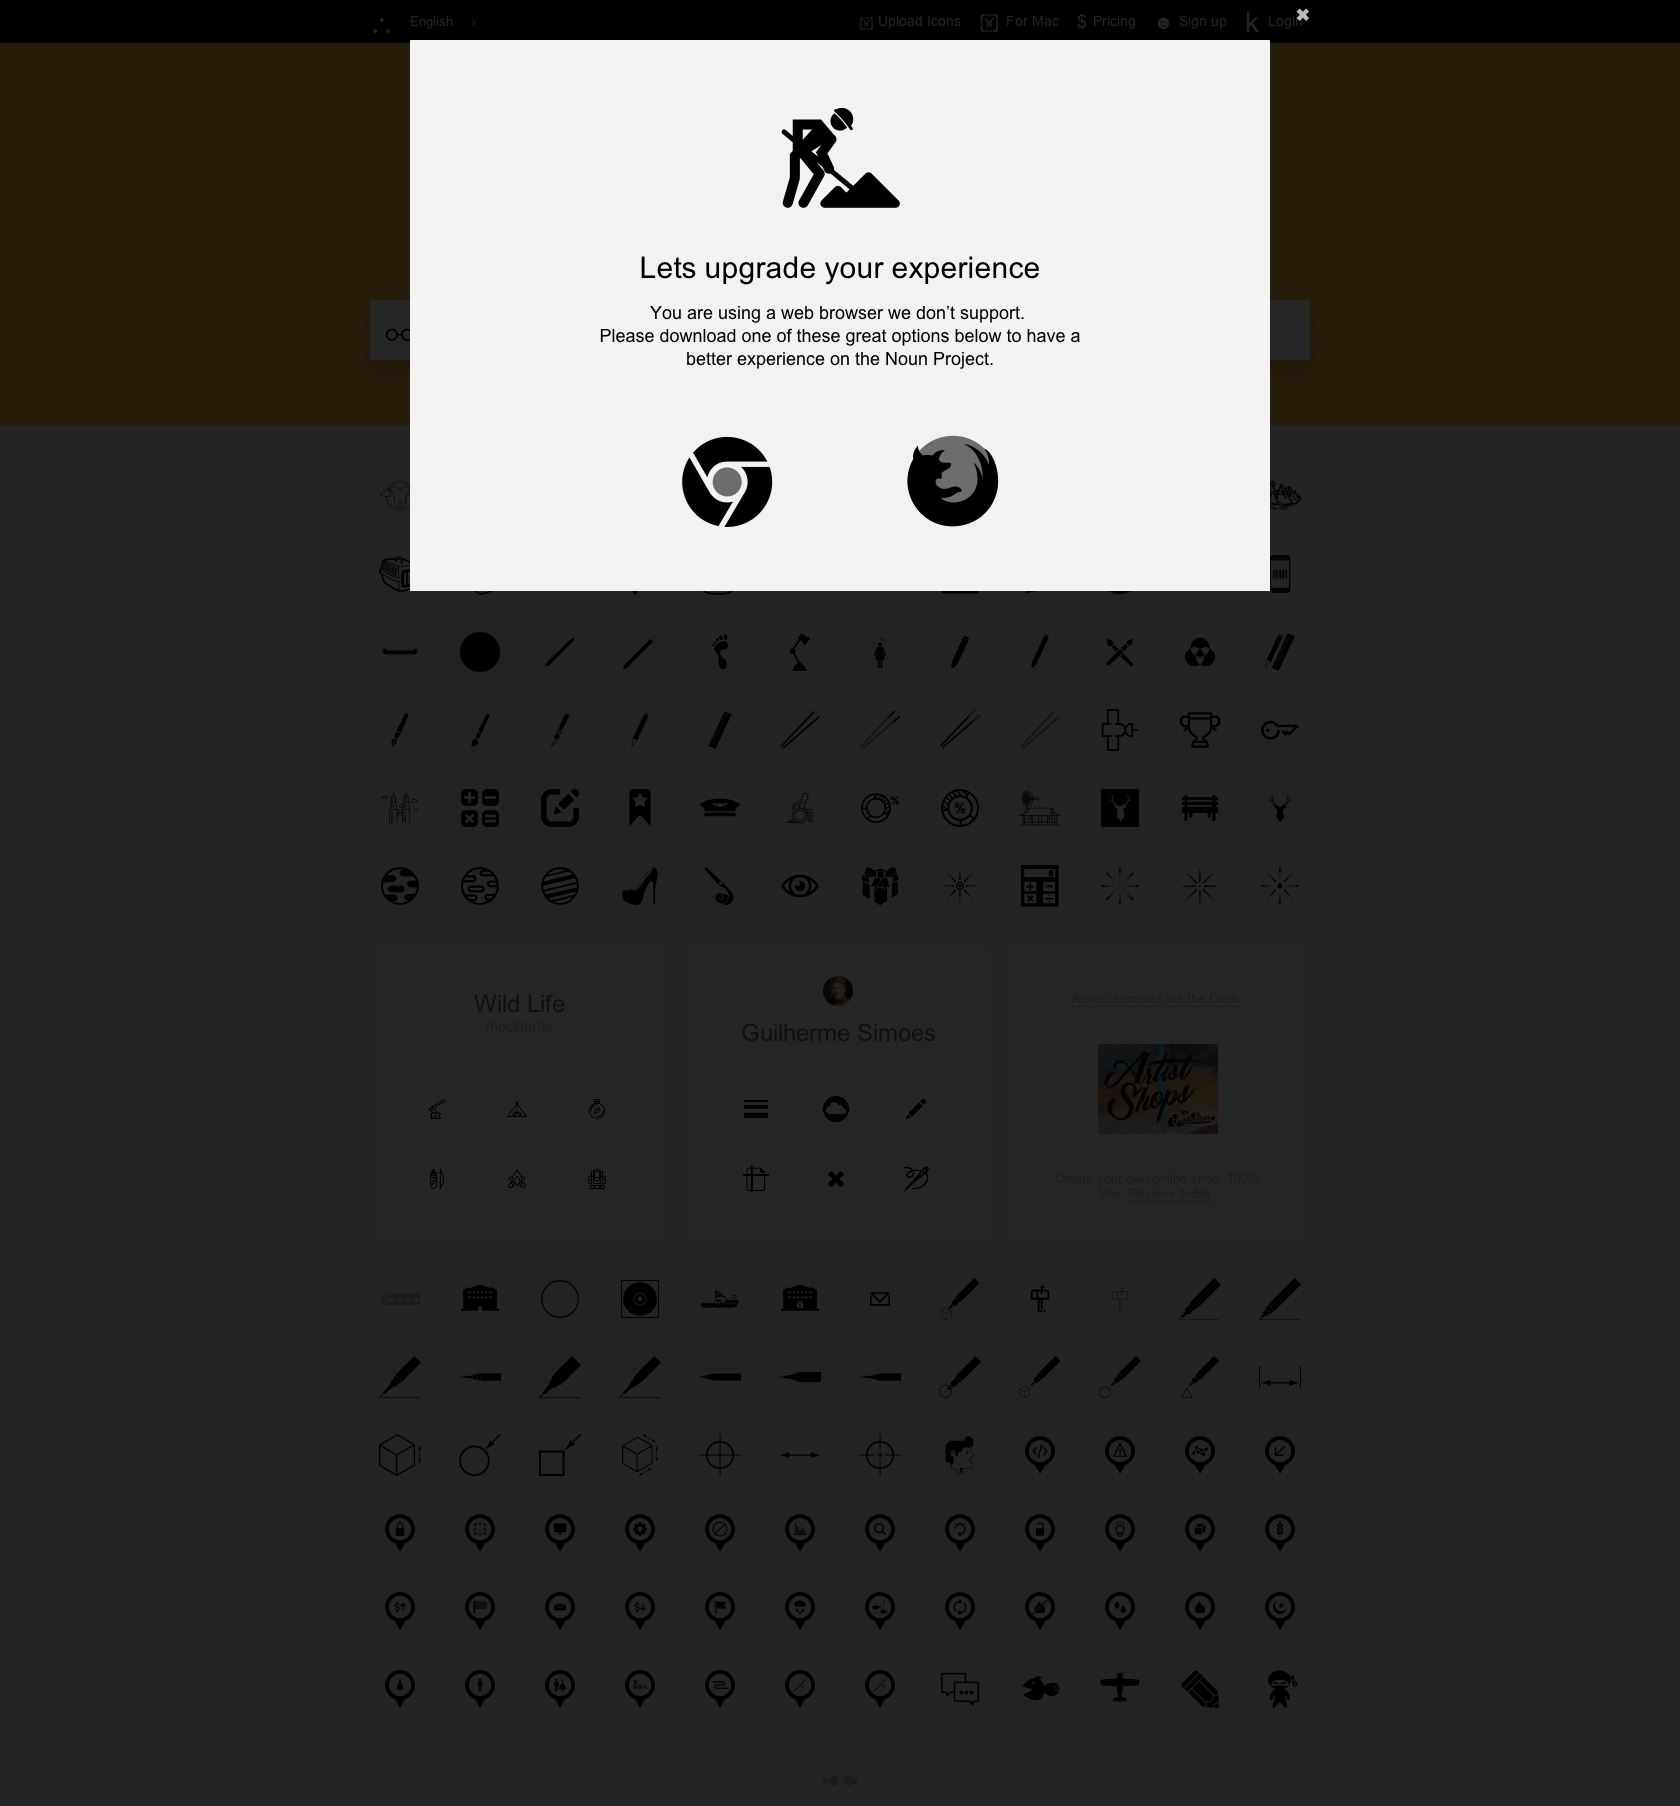 English
Upload Icons
For Mac
$ Pricing
Sign up
Login
Lets upgrade your experience
You are using a web browser we don’t support.
Please download one of these great options below to have a
better experience on the Noun Project.
Wild Life
mockturtle
Guilherme Simoes
Advertisements via the Deck
Artist
Shops
BY
Create your own online shop. 100%
free. Reserve today.